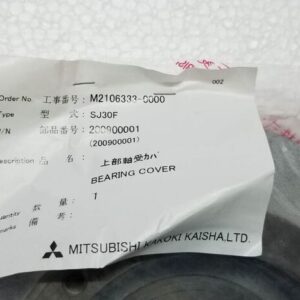 002
Order No. 工事番号: M2106333-0000
Type 型 式: SJ30F
P/N 部品番号: 200900001
(200900001)
Description 品 名: 上部軸受カバ
BEARING COVER
Quantity 数 量: 1
Remarks 備 考:
MITSUBISHI KAKOKI KAISHA.LTD.